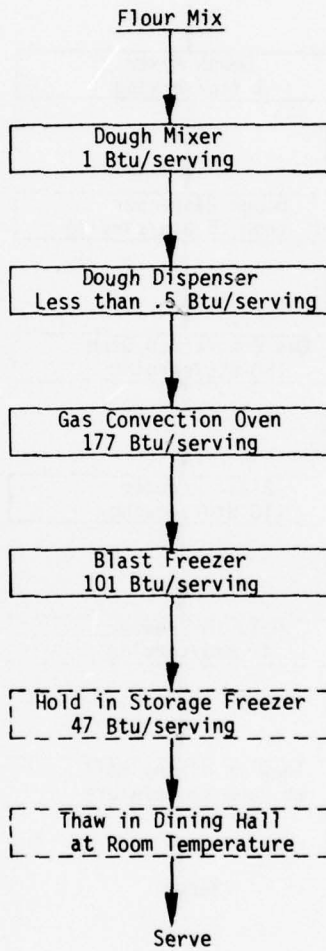 Flour Mix
Dough Mixer
1 Btu/serving
Dough Dispenser
Less than .5 Btu/serving
Gas Convection Oven
177 Btu/serving
Blast Freezer
101 Btu/serving
Hold in Storage Freezer
47 Btu/serving
Thaw in Dining Hall
at Room Temperature
Serve